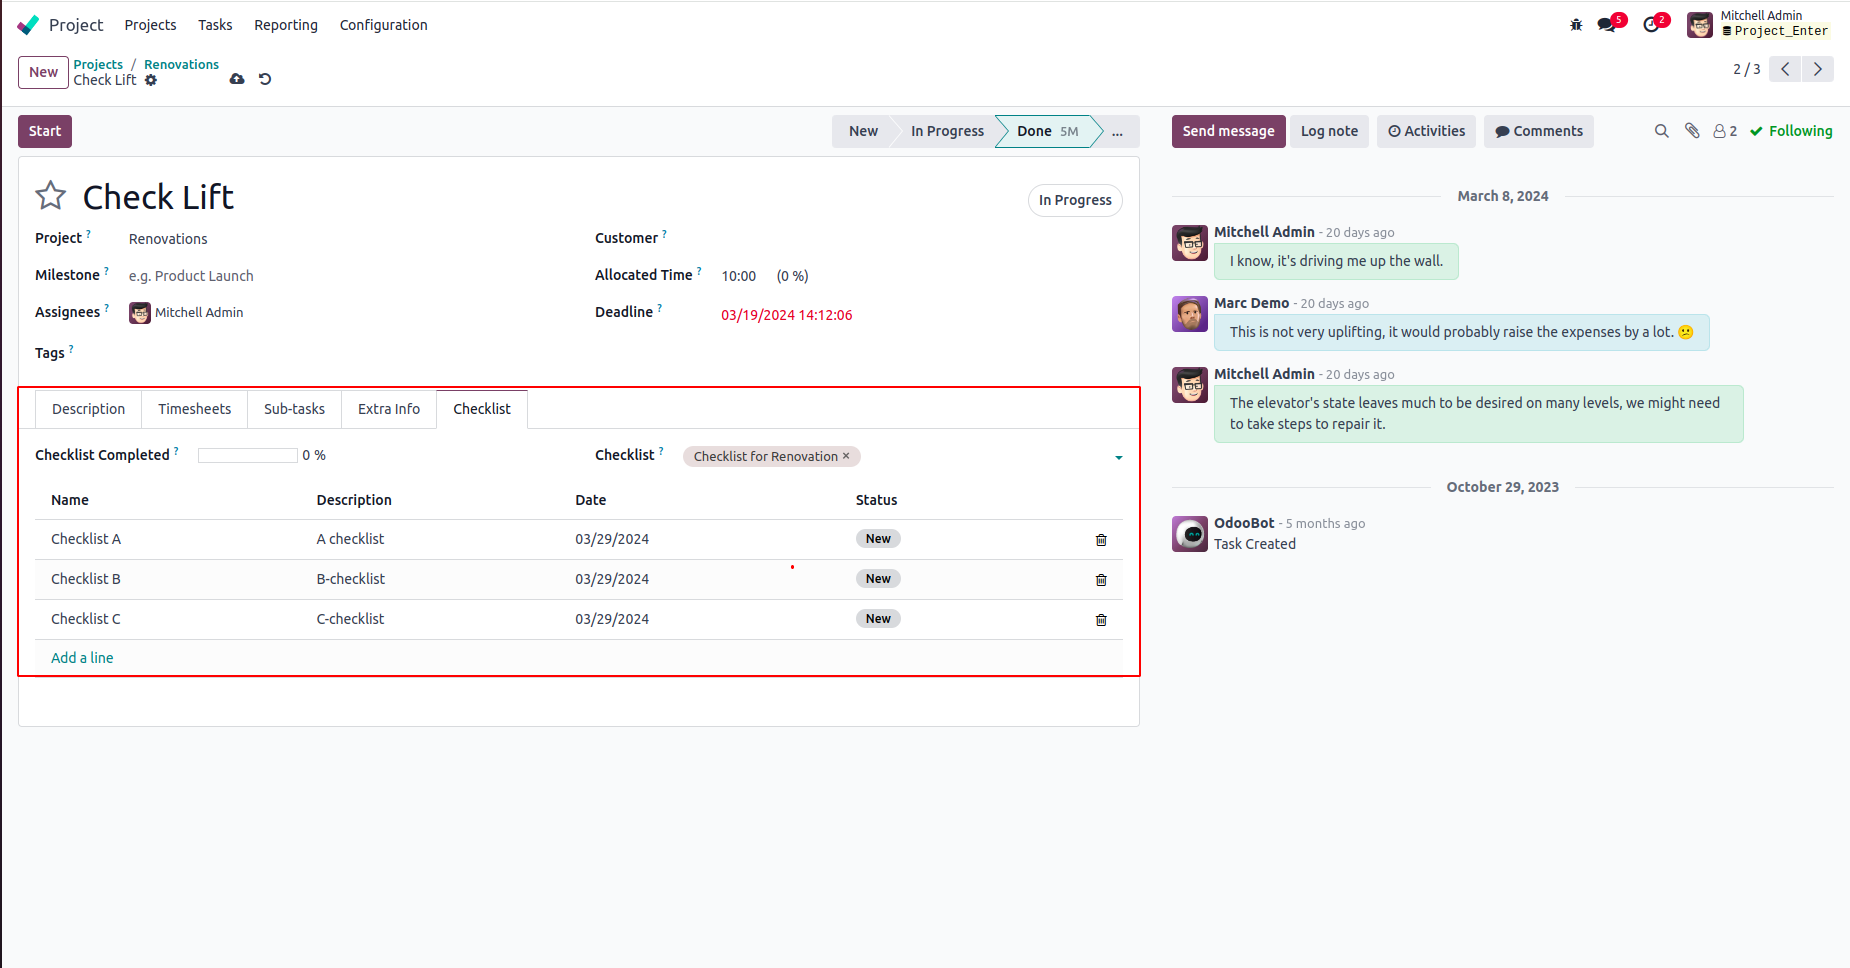 Project Projects Tasks Reporting Configuration 5 2 Mitchell Admin
Project_Enter
New Projects / Renovations
Check Lift
2 / 3
Start New In Progress Done 5M ...
Check Lift
In Progress
Project ? Renovations
Customer ?
Milestone ? e.g. Product Launch
Allocated Time ? 10:00 (0 %)
Assignees ? Mitchell Admin
Deadline ? 03/19/2024 14:12:06
Tags ?
Description Timesheets Sub-tasks Extra Info Checklist
Checklist Completed ? 0 %
Checklist ? Checklist for Renovation ×
Name Description Date Status
Checklist A A checklist 03/29/2024 New
Checklist B B-checklist 03/29/2024 New
Checklist C C-checklist 03/29/2024 New
Add a line
Send message Log note Activities Comments 2 Following
March 8, 2024
Mitchell Admin - 20 days ago
I know, it's driving me up the wall.
Marc Demo - 20 days ago
This is not very uplifting, it would probably raise the expenses by a lot. 😕
Mitchell Admin - 20 days ago
The elevator's state leaves much to be desired on many levels, we might need
to take steps to repair it.
October 29, 2023
OdooBot - 5 months ago
Task Created